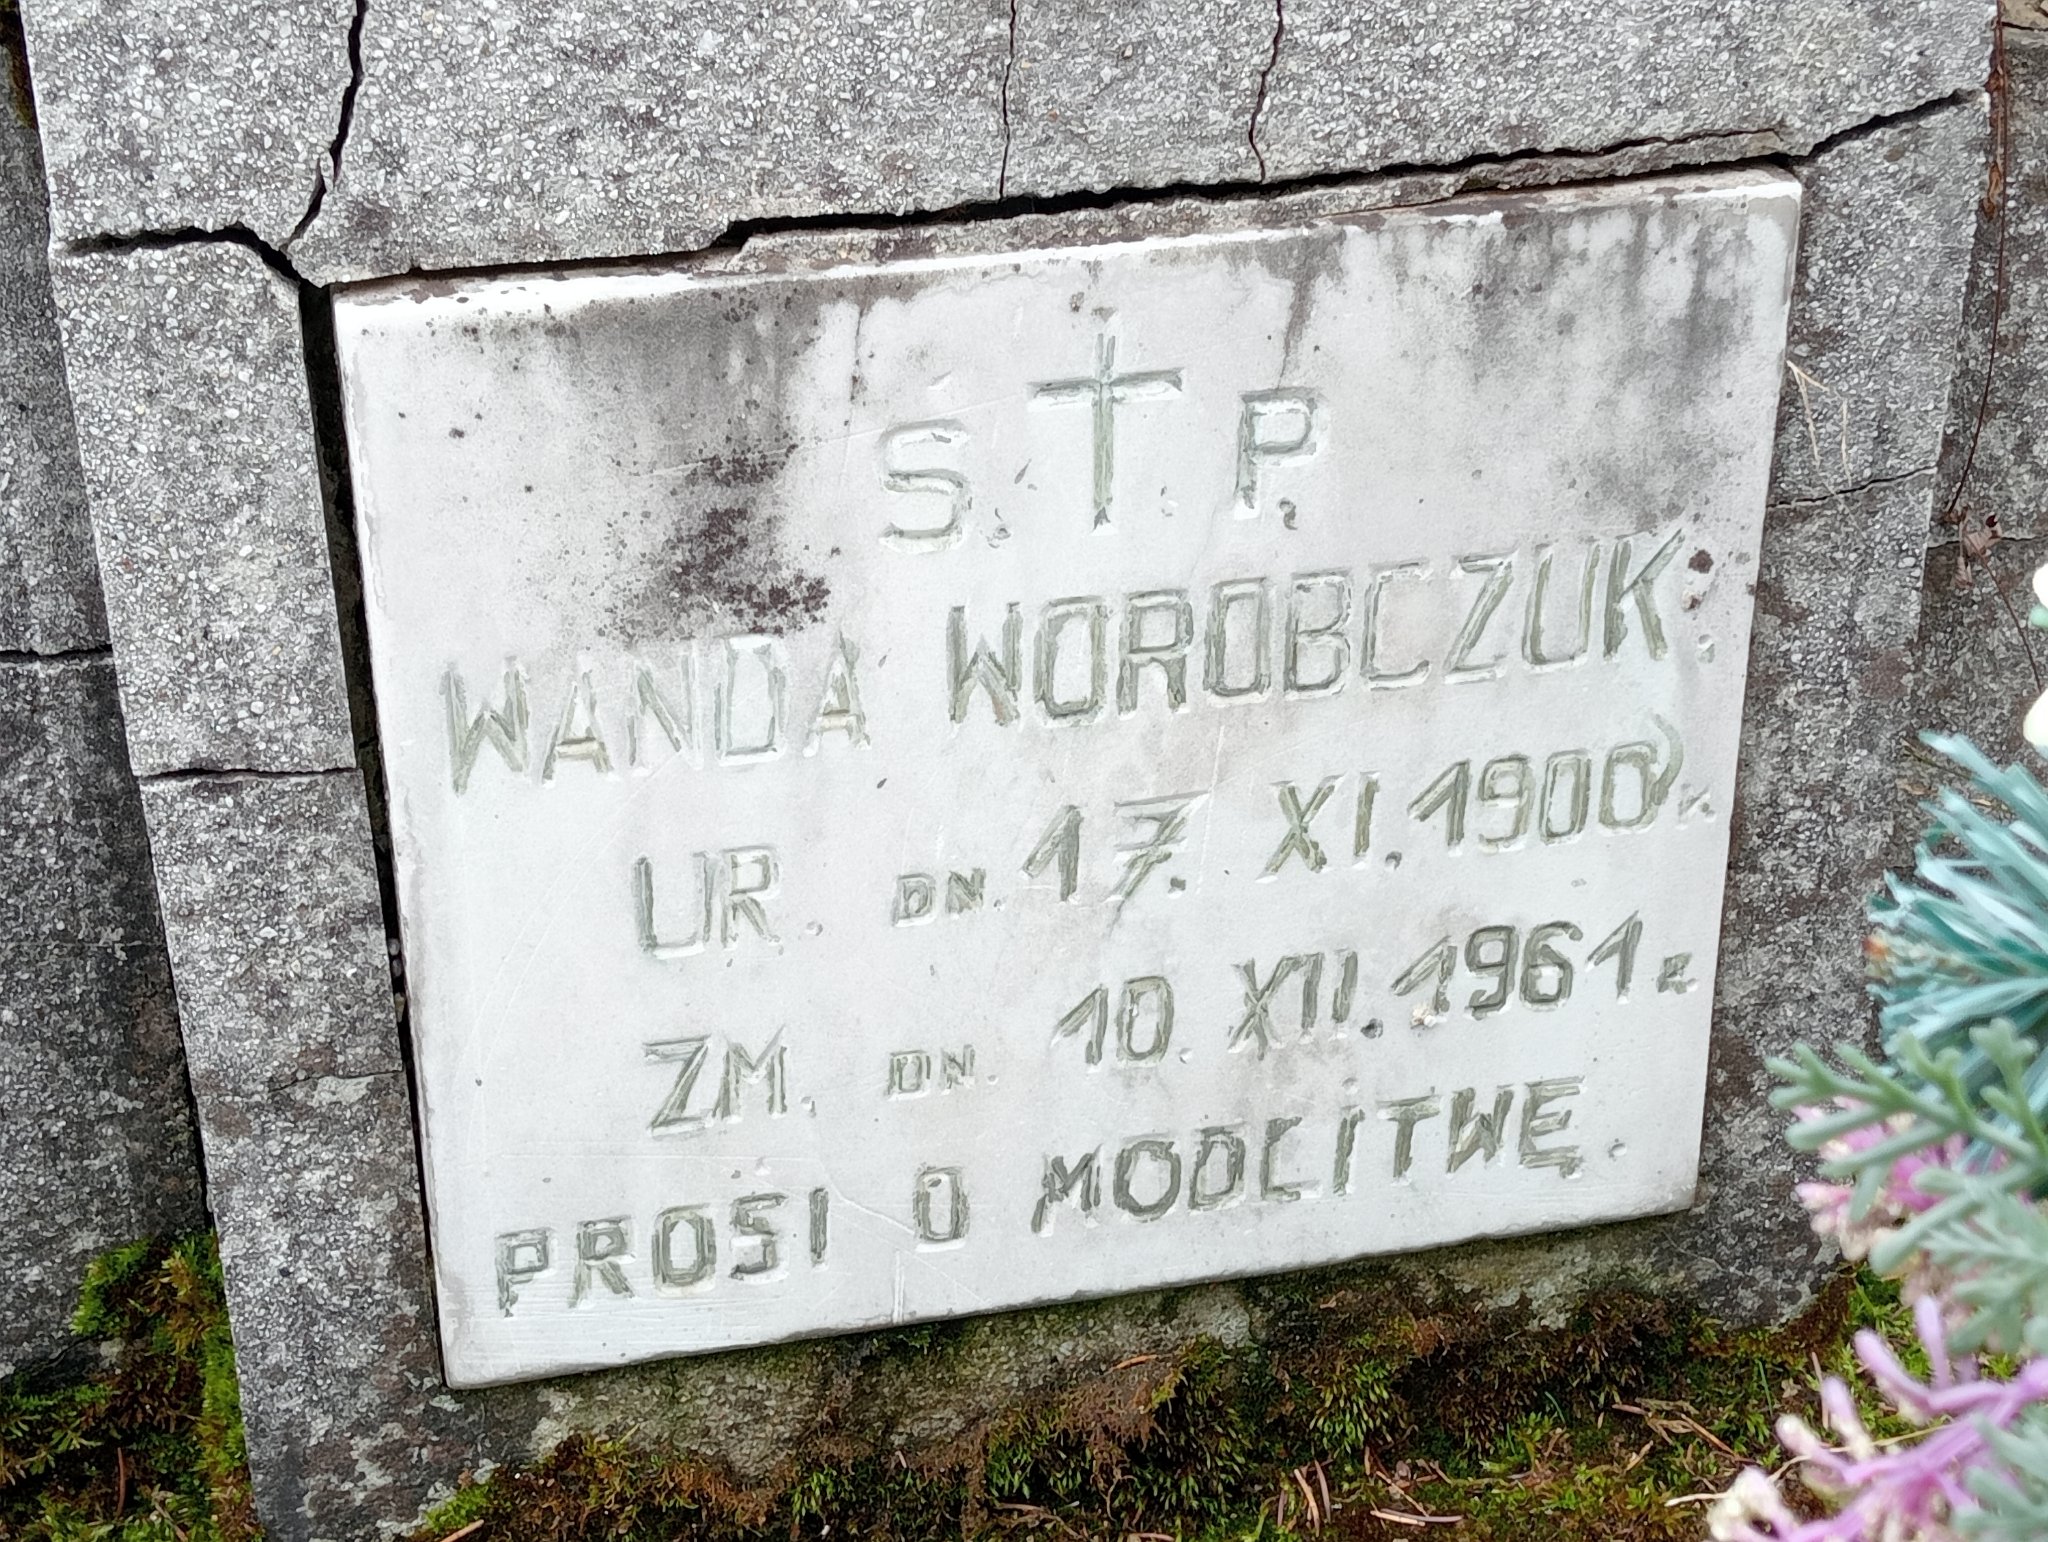 Ś. † P.
WANDA WOROBCZUK.
UR. DN. 17. XI. 1900 R.
ZM. DN. 10. XII. 1961 R.
PROSI O MODLITWĘ.